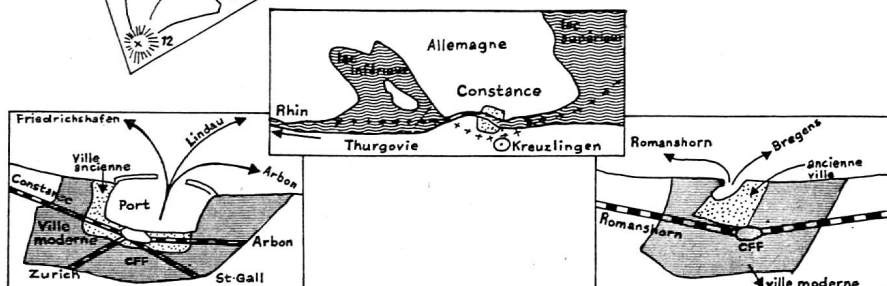 12
lac
inférieur
Allemagne
lac
supérieur
Constance
Rhin
Thurgovie
Kreuzlingen
Friedrichshafen
Lindau
Ville
ancienne
Arbon
Constance
Port
Ville
moderne
CFF
Arbon
Zurich
St-Gall
Romanshorn
Bregens
ancienne
ville
Romanshorn
CFF
ville moderne